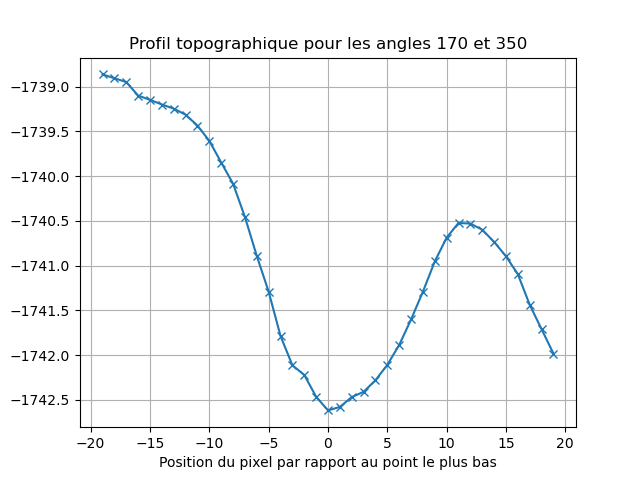 Profil topographique pour les angles 170 et 350
−1739.0
−1739.5
−1740.0
−1740.5
−1741.0
−1741.5
−1742.0
−1742.5
−20 −15 −10 −5 0 5 10 15 20
Position du pixel par rapport au point le plus bas